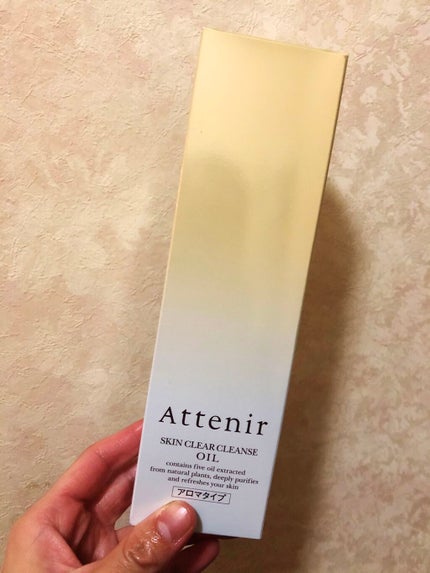 Attenir
SKIN CLEAR CLEANSE
OIL
contains five oil extracted
from natural plants, deeply purifies
and refreshes your skin
アロマタイプ